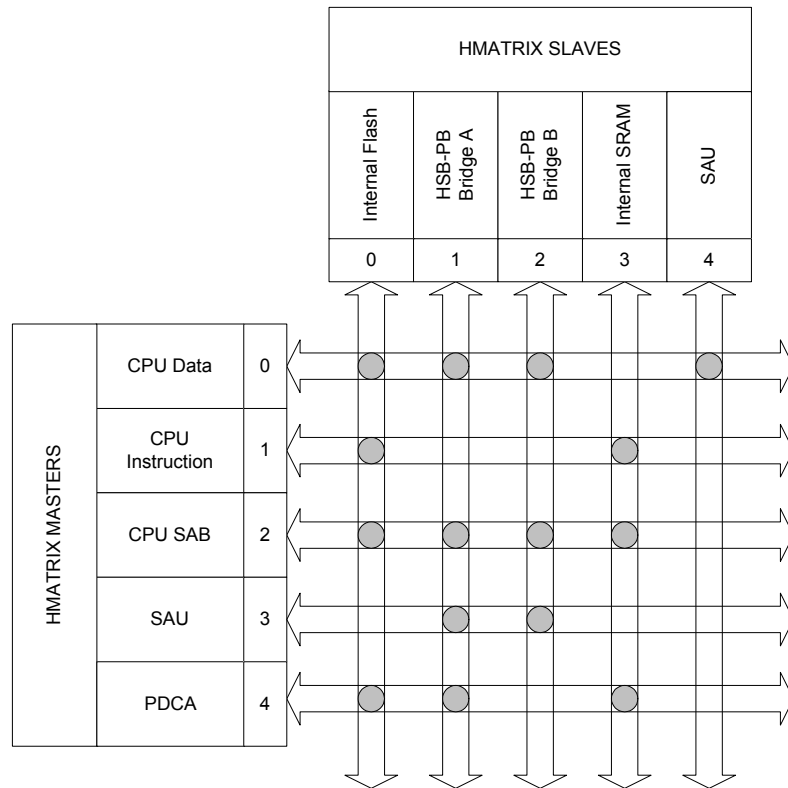 HMATRIX SLAVES
Internal Flash
HSB-PB
Bridge A
HSB-PB
Bridge B
Internal SRAM
SAU
0
1
2
3
4
HMATRIX MASTERS
CPU Data
0
CPU
Instruction
1
CPU SAB
2
SAU
3
PDCA
4